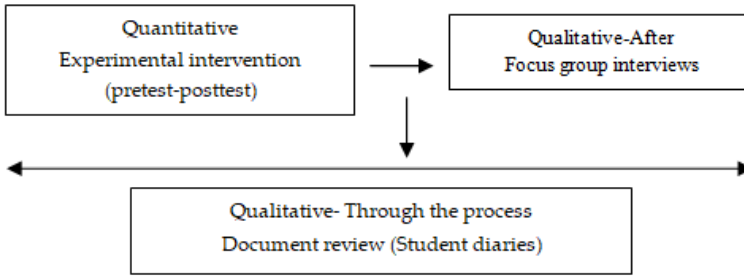 Quantitative
Experimental intervention
(pretest-posttest)
Qualitative-After
Focus group interviews
Qualitative- Through the process
Document review (Student diaries)